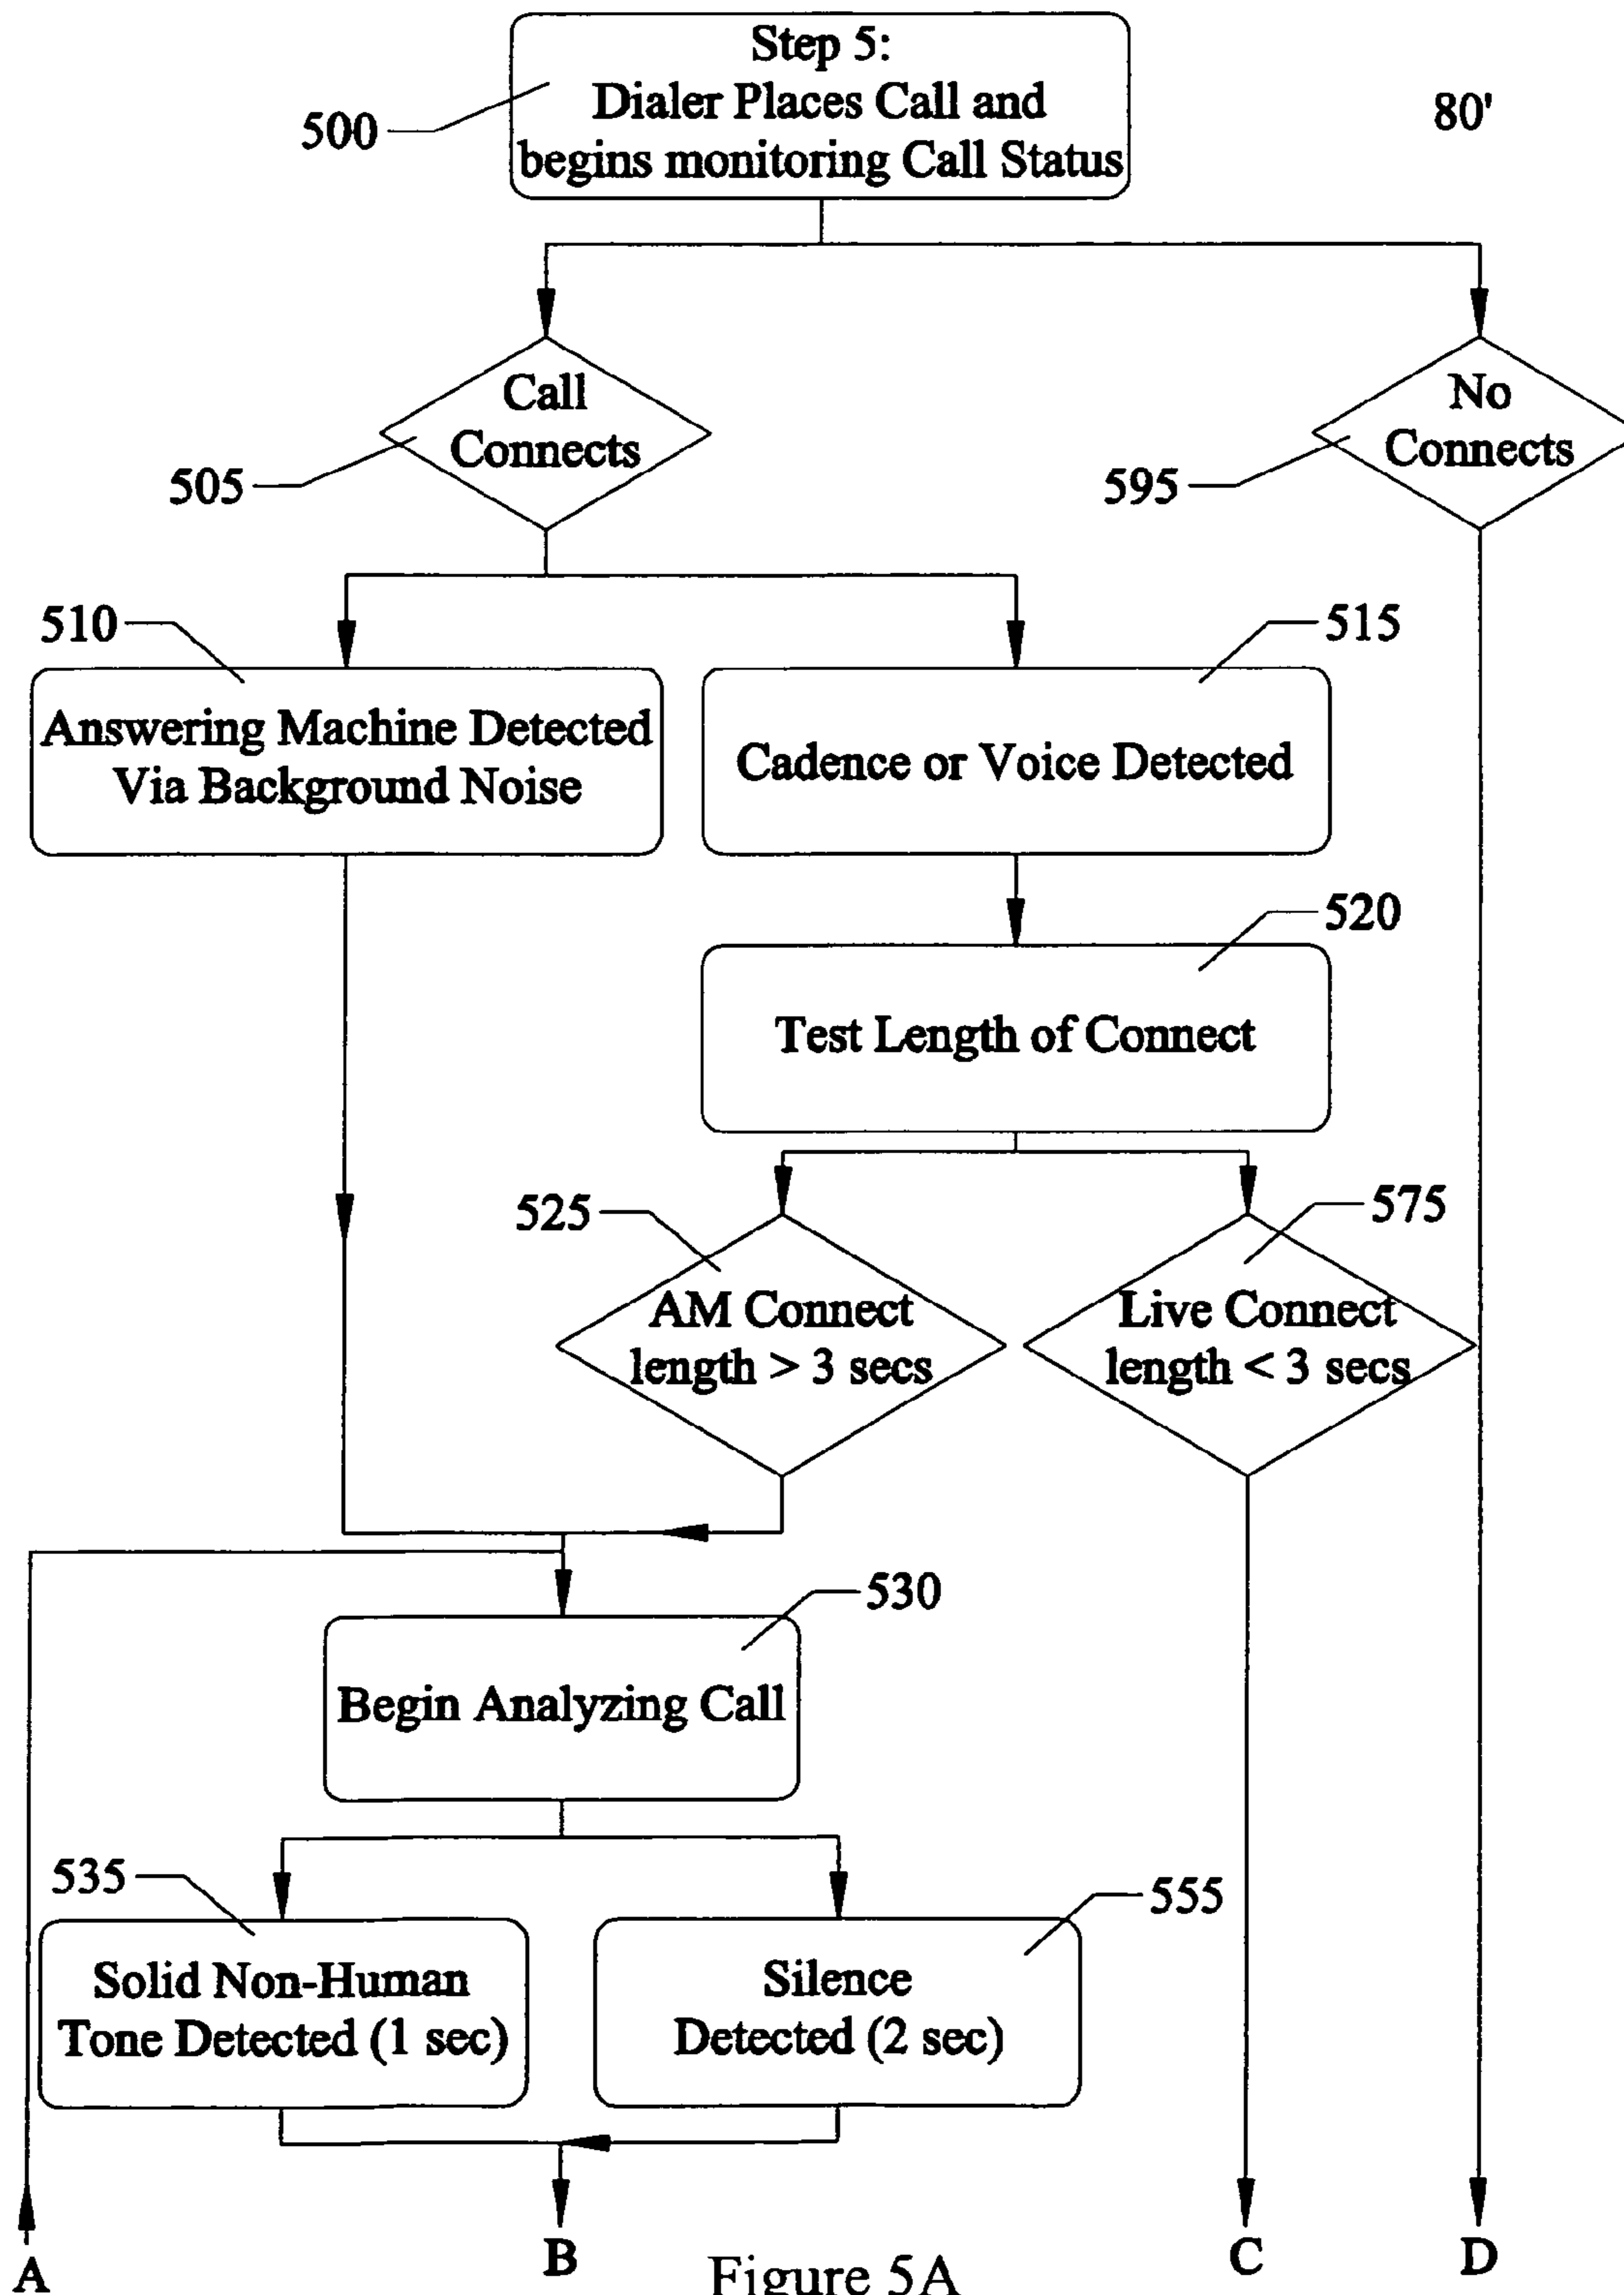 Step 5:
Dialer Places Call and
begins monitoring Call Status
500
80'
Call
Connects
505
No
Connects
595
510
Answering Machine Detected
Via Background Noise
515
Cadence or Voice Detected
520
Test Length of Connect
525
AM Connect
length > 3 secs
575
Live Connect
length < 3 secs
530
Begin Analyzing Call
535
Solid Non-Human
Tone Detected (1 sec)
555
Silence
Detected (2 sec)
A
B
C
D
Figure 5A